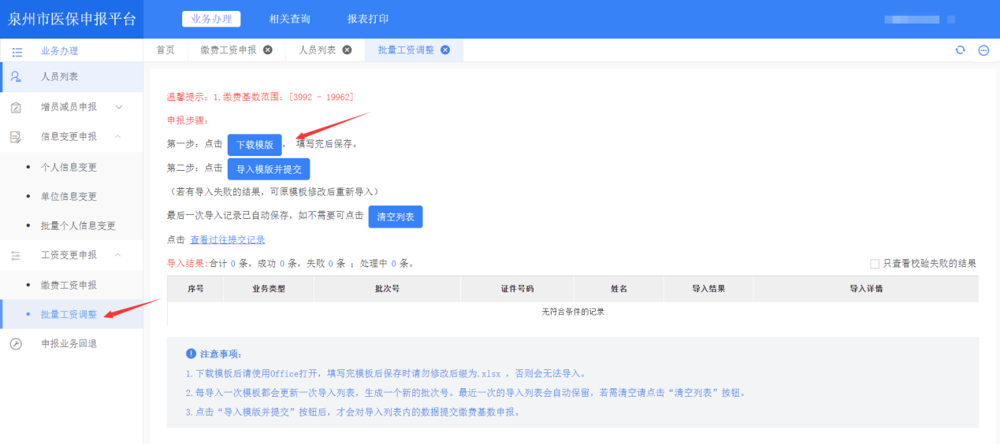 泉州市医保申报平台
业务办理 相关查询 报表打印
业务办理
人员列表
增员减员申报
信息变更申报
个人信息变更
单位信息变更
批量个人信息变更
工资变更申报
缴费工资申报
批量工资调整
申报业务回退
首页 缴费工资申报 人员列表 批量工资调整
温馨提示：1.缴费基数范围：[3992 - 19962]
申报步骤：
第一步：点击 下载模版 ， 填写完后保存。
第二步：点击 导入模版并提交
（若有导入失败的结果，可原模板修改后重新导入）
最后一次导入记录已自动保存，如不需要可点击 清空列表
点击 查看过往提交记录
导入结果:合计 0 条，成功 0 条，失败 0 条 ；处理中 0 条。 只查看校验失败的结果
序号 业务类型 批次号 证件号码 姓名 导入结果 导入详情
无符合条件的记录
注意事项：
1.下载模板后请使用Office打开，填写完模板后保存时请勿修改后缀为.xlsx ，否则会无法导入。
2.每导入一次模板都会更新一次导入列表，生成一个新的批次号。最近一次的导入列表会自动保留，若需清空请点击“清空列表”按钮。
3.点击“导入模版并提交”按钮后，才会对导入列表内的数据提交缴费基数申报。